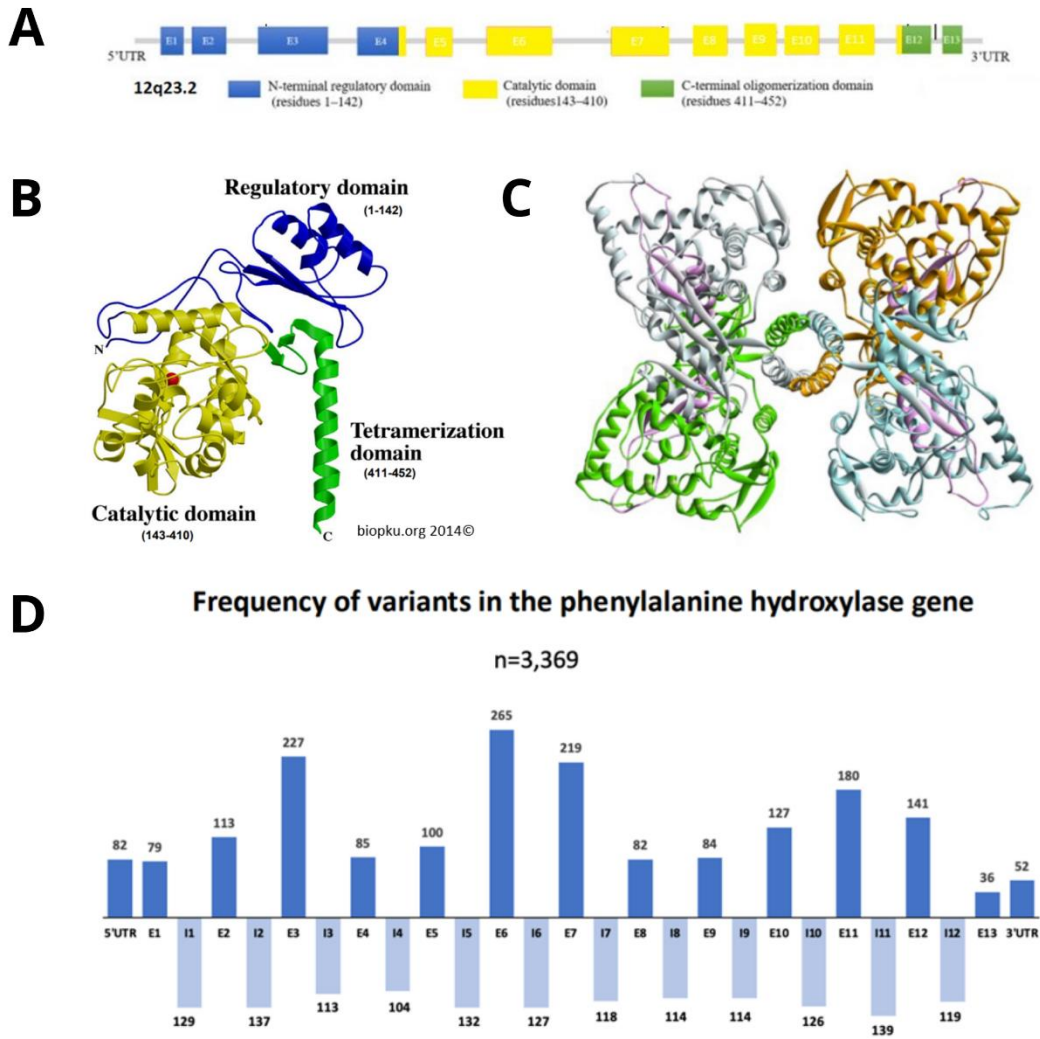 A
E1 E2 E3 E4 E5 E6 E7 E8 E9 E10 E11 E12 E13
5'UTR 3'UTR
12q23.2
N-terminal regulatory domain
(residues 1–142)
Catalytic domain
(residues143–410)
C-terminal oligomerization domain
(residues 411–452)
B
Regulatory domain
(1-142)
N
Tetramerization
domain
(411-452)
Catalytic domain
(143-410)
C
biopku.org 2014©
C
D
Frequency of variants in the phenylalanine hydroxylase gene
n=3,369
82 79 113 227 85 100 265 219 82 84 127 180 141 36 52
5'UTR E1 I1 E2 I2 E3 I3 E4 I4 E5 I5 E6 I6 E7 I7 E8 I8 E9 I9 E10 I10 E11 I11 E12 I12 E13 3'UTR
129 137 113 104 132 127 118 114 114 126 139 119